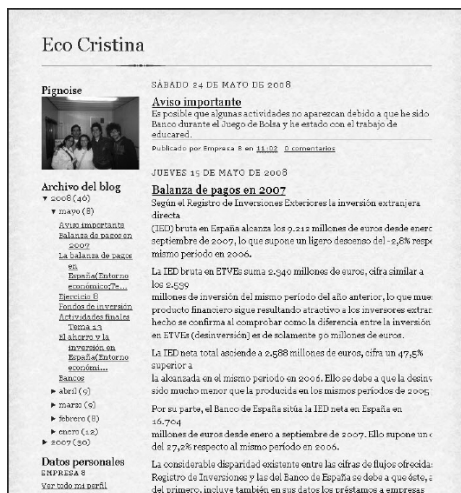 Eco Cristina
Pignoise
Archivo del blog
▼ 2008 (46)
▼ mayo (8)
Aviso importante
Balanza de pagos en
2007
La balanza de pagos
en
España(Entorno
económico;7e...
Ejercicio 8
Fondos de inversión
Actividades finales
Tema 13
El ahorro y la
inversión en
España(Entorno
económi...
Bancos
► abril (9)
► marzo (9)
► febrero (8)
► enero (12)
► 2007 (30)
Datos personales
EMPRESA 8
Ver todo mi perfil
SÁBADO 24 DE MAYO DE 2008
Aviso importante
Es posible que algunas actividades no aparezcan debido a que he sido
Banco durante el Juego de Bolsa y he estado con el trabajo de
educared.
Publicado por Empresa 8 en 11:02 0 comentarios
JUEVES 15 DE MAYO DE 2008
Balanza de pagos en 2007
Según el Registro de Inversiones Exteriores la inversión extranjera
directa
(IED) bruta en España alcanza los 9.212 millones de euros desde enero
septiembre de 2007, lo que supone un ligero descenso del -2,8% resp
mismo período en 2006.
La IED bruta en ETVEs suma 2.340 millones de euros, cifra similar a
los 2.539
millones de inversión del mismo período del año anterior, lo que mue
producto financiero sigue resultando atractivo a los inversores extra
hecho se confirma al comprobar como la diferencia entre la inversión
en ETVEs (desinversión) es de solamente 90 millones de euros.
La IED neta total asciende a 2.588 millones de euros, cifra un 47,5%
superior a
la alcanzada en el mismo período en 2006. Ello se debe a que la desin
sido mucho menor que la producida en los mismos períodos de 2005
Por su parte, el Banco de España sitúa la IED neta en España en
16.704
millones de euros desde enero a septiembre de 2007. Ello supone un
del 27,2% respecto al mismo período en 2006.
La considerable disparidad existente entre las cifras de flujos ofrecida
Registro de Inversiones y las del Banco de España se debe a que éste, a
del primero, incluye también en sus datos los préstamos a empresas